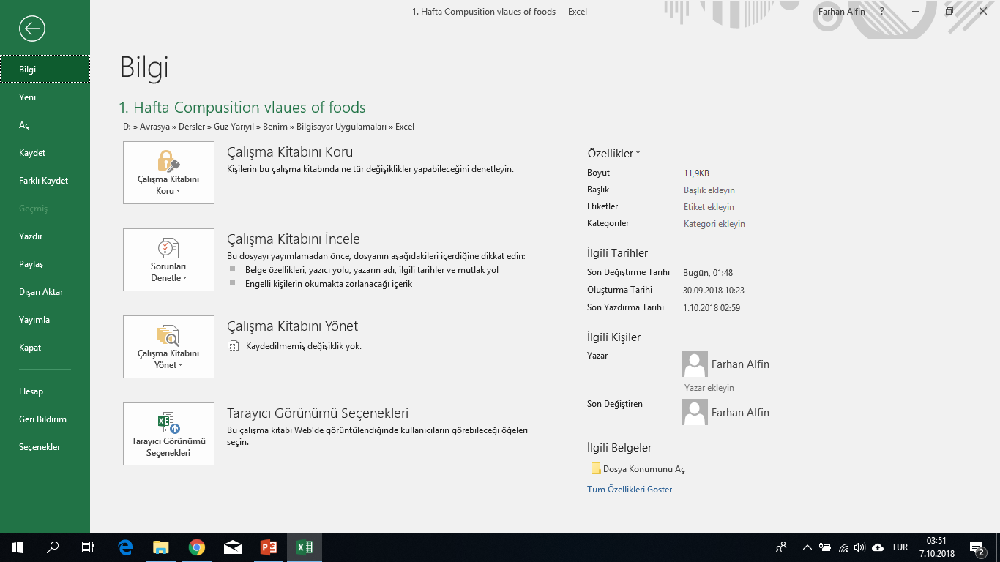 1. Hafta Compusition vlaues of foods - Excel
Farhan Alfin
?
Bilgi
Yeni
Aç
Kaydet
Farklı Kaydet
Geçmiş
Yazdır
Paylaş
Dışarı Aktar
Yayımla
Kapat
Hesap
Geri Bildirim
Seçenekler
Bilgi
1. Hafta Compusition vlaues of foods
D: » Avrasya » Dersler » Güz Yarıyıl » Benim » Bilgisayar Uygulamaları » Excel
Çalışma Kitabını
Koru
Çalışma Kitabını Koru
Kişilerin bu çalışma kitabında ne tür değişiklikler yapabileceğini denetleyin.
Sorunları
Denetle
Çalışma Kitabını İncele
Bu dosyayı yayımlamadan önce, dosyanın aşağıdakileri içerdiğine dikkat edin:
Belge özellikleri, yazıcı yolu, yazarın adı, ilgili tarihler ve mutlak yol
Engelli kişilerin okumakta zorlanacağı içerik
Çalışma Kitabını
Yönet
Çalışma Kitabını Yönet
Kaydedilmemiş değişiklik yok.
Tarayıcı Görünümü
Seçenekleri
Tarayıcı Görünümü Seçenekleri
Bu çalışma kitabı Web'de görüntülendiğinde kullanıcıların görebileceği öğeleri
seçin.
Özellikler
Boyut 11,9KB
Başlık Başlık ekleyin
Etiketler Etiket ekleyin
Kategoriler Kategori ekleyin
İlgili Tarihler
Son Değiştirme Tarihi Bugün, 01:48
Oluşturma Tarihi 30.09.2018 10:23
Son Yazdırma Tarihi 1.10.2018 02:59
İlgili Kişiler
Yazar Farhan Alfin
Yazar ekleyin
Son Değiştiren Farhan Alfin
İlgili Belgeler
Dosya Konumunu Aç
Tüm Özellikleri Göster
TUR
03:51
7.10.2018
2